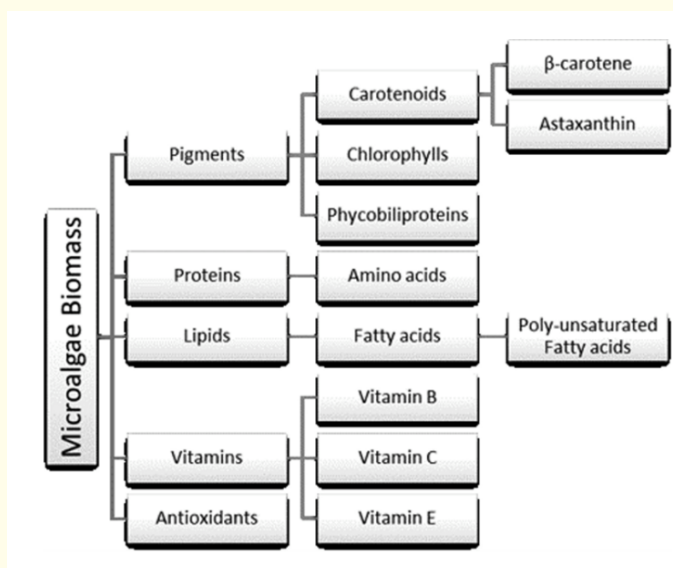 Microalgae Biomass
Pigments
Carotenoids
β-carotene
Astaxanthin
Chlorophylls
Phycobiliproteins
Proteins
Amino acids
Lipids
Fatty acids
Poly-unsaturated
Fatty acids
Vitamins
Vitamin B
Vitamin C
Vitamin E
Antioxidants